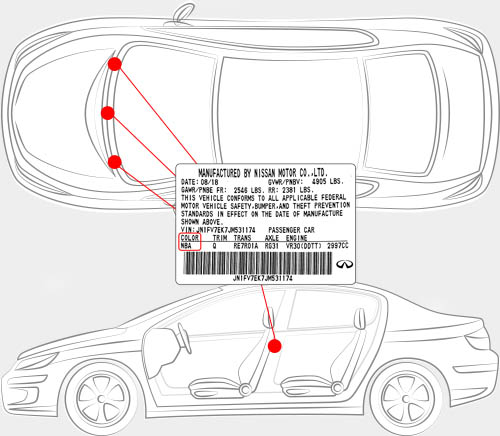 MANUFACTURED BY NISSAN MOTOR CO.,LTD.
DATE:08/18 GVWR/PNBV: 4905 LBS.
GAWR/PNBE FR: 2546 LBS. RR: 2381 LBS.
THIS VEHICLE CONFORMS TO ALL APPLICABLE FEDERAL
MOTOR VEHICLE SAFETY,BUMPER,AND THEFT PREVENTION
STANDARDS IN EFFECT ON THE DATE OF MANUFACTURE
SHOWN ABOVE.
VIN:JN1FV7EK7JM531174 PASSENGER CAR
COLOR TRIM TRANS AXLE ENGINE
NBA Q RE7R01A RG31 VR30(DDTT) 2997CC
JN1FV7EK7JM531174